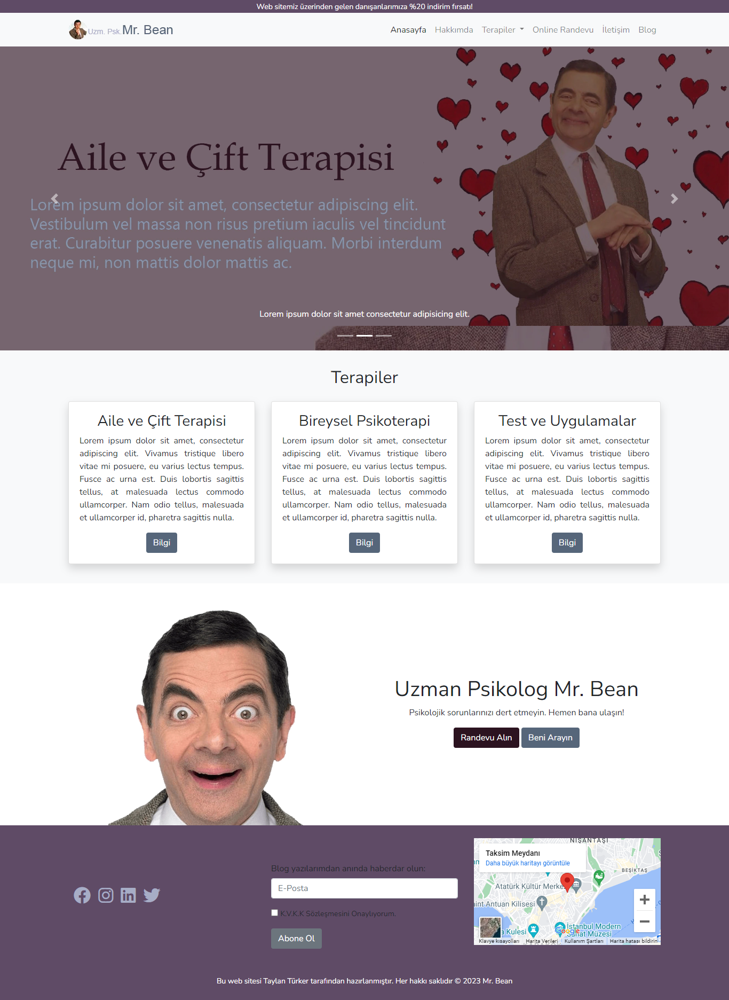 Web sitemiz üzerinden gelen danışanlarımıza %20 indirim fırsatı!
Uzm. Psk.Mr. Bean
Anasayfa Hakkımda Terapiler Online Randevu İletişim Blog
Aile ve Çift Terapisi
Lorem ipsum dolor sit amet, consectetur adipiscing elit.
Vestibulum vel massa non risus pretium iaculis vel tincidunt
erat. Curabitur posuere venenatis aliquam. Morbi interdum
neque mi, non mattis dolor mattis ac.
Lorem ipsum dolor sit amet consectetur adipisicing elit.
Terapiler
Aile ve Çift Terapisi
Lorem ipsum dolor sit amet, consectetur
adipiscing elit. Vivamus tristique libero
vitae mi posuere, eu varius lectus tempus.
Fusce ac urna est. Duis lobortis sagittis
tellus, at malesuada lectus commodo
ullamcorper. Nam odio tellus, malesuada
et ullamcorper id, pharetra sagittis nulla.
Bilgi
Bireysel Psikoterapi
Lorem ipsum dolor sit amet, consectetur
adipiscing elit. Vivamus tristique libero
vitae mi posuere, eu varius lectus tempus.
Fusce ac urna est. Duis lobortis sagittis
tellus, at malesuada lectus commodo
ullamcorper. Nam odio tellus, malesuada
et ullamcorper id, pharetra sagittis nulla.
Bilgi
Test ve Uygulamalar
Lorem ipsum dolor sit amet, consectetur
adipiscing elit. Vivamus tristique libero
vitae mi posuere, eu varius lectus tempus.
Fusce ac urna est. Duis lobortis sagittis
tellus, at malesuada lectus commodo
ullamcorper. Nam odio tellus, malesuada
et ullamcorper id, pharetra sagittis nulla.
Bilgi
Uzman Psikolog Mr. Bean
Psikolojik sorunlarınızı dert etmeyin. Hemen bana ulaşın!
Randevu Alın Beni Arayın
Blog yazılarımdan anında haberdar olun:
E-Posta
K.V.K.K Sözleşmesini Onaylıyorum.
Abone Ol
NİŞANTAŞI
Taksim Meydanı
Daha büyük haritayı görüntüle
BEŞİKTAŞ
Atatürk Kültür Merke
int Antuan Kilisesi
İstanbul Modern
Sanat Müzesi
Kulesi
Google
Klavye kısayolları Harita Verileri Kullanım Şartları Harita hatası bildirin
Bu web sitesi Taylan Türker tarafından hazırlanmıştır. Her hakkı saklıdır © 2023 Mr. Bean